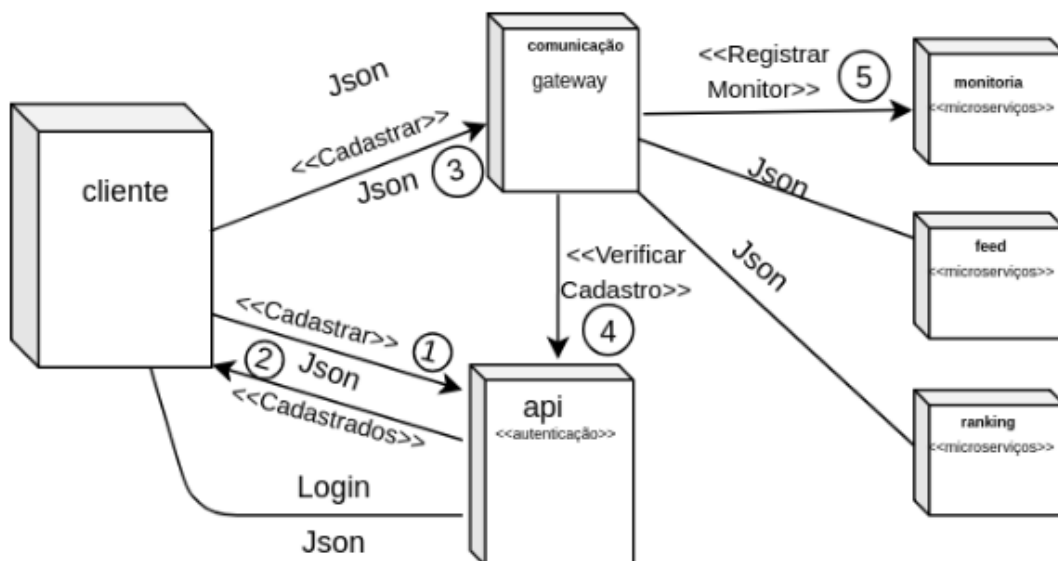 comunicação
gateway
<<Registrar
Monitor>>
5
monitoria
<<microserviços>>
Json
<<Cadastrar>>
Json
3
cliente
Json
feed
<<microserviços>>
<<Verificar
Cadastro>>
4
Json
<<Cadastrar>>
1
2
Json
<<Cadastrados>>
api
<<autenticação>>
ranking
<<microserviços>>
Login
Json